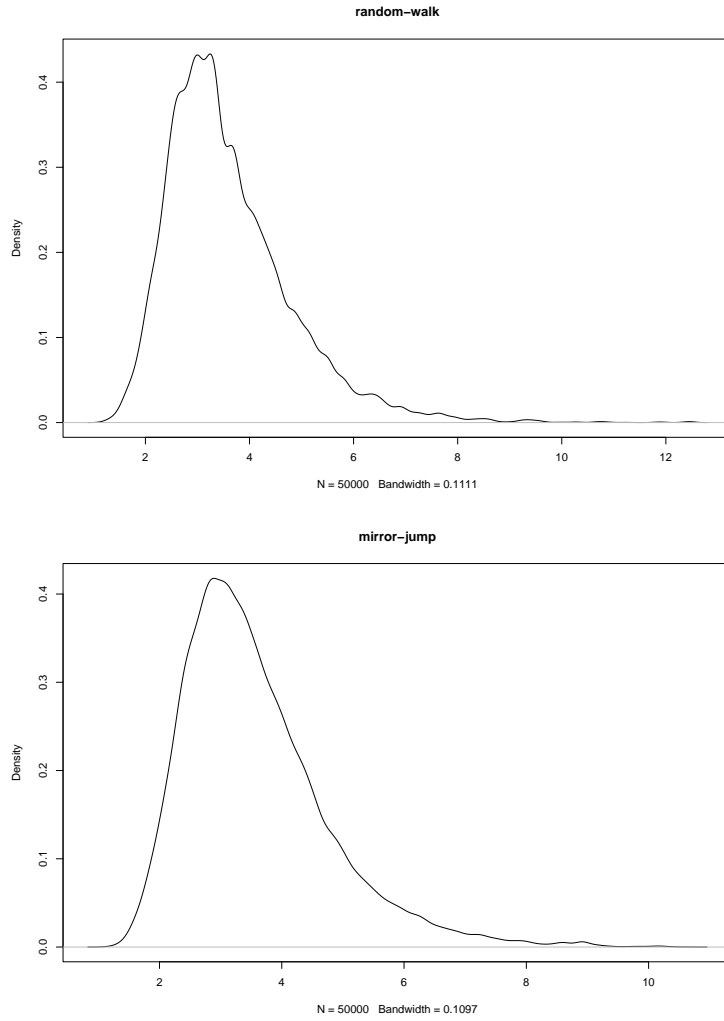 random−walk
Density
0.0
0.1
0.2
0.3
0.4
2 4 6 8 10 12
N = 50000 Bandwidth = 0.1111
mirror−jump
Density
0.0
0.1
0.2
0.3
0.4
2 4 6 8 10
N = 50000 Bandwidth = 0.1097